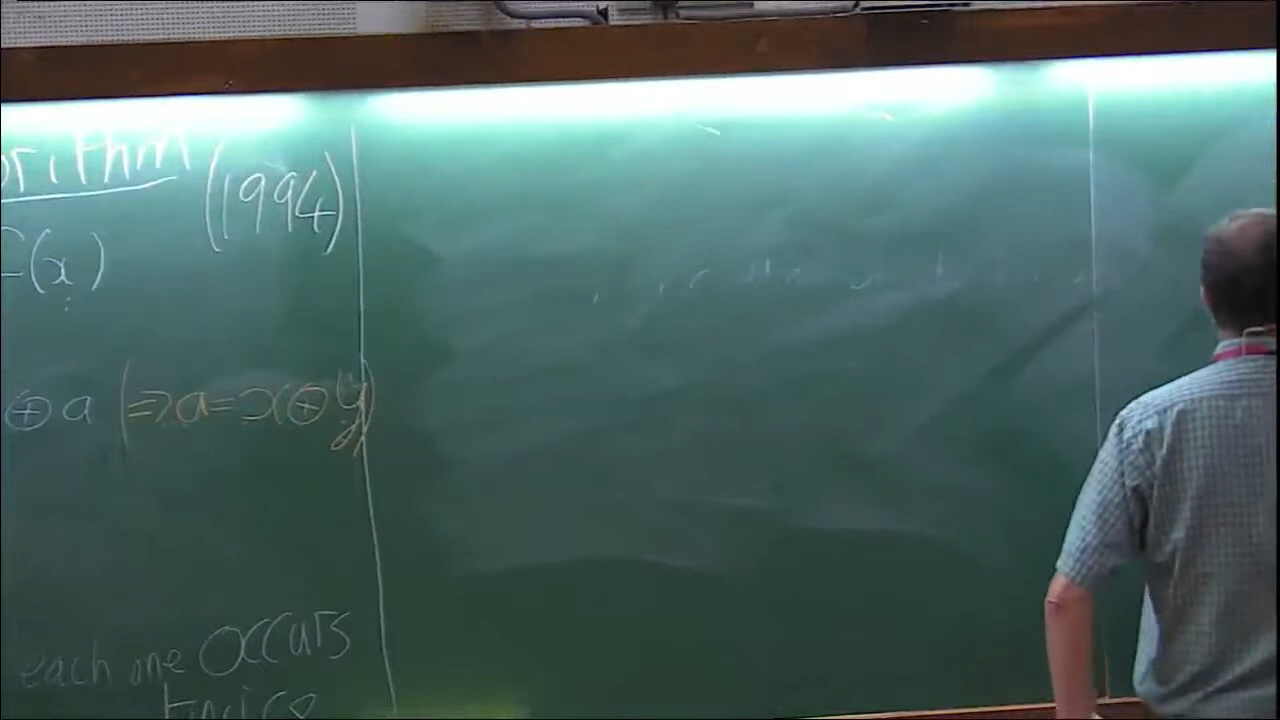 orithm (1994)
f(x)
⊕ a | ⇒ a = x ⊕ y
each one occurs
twice